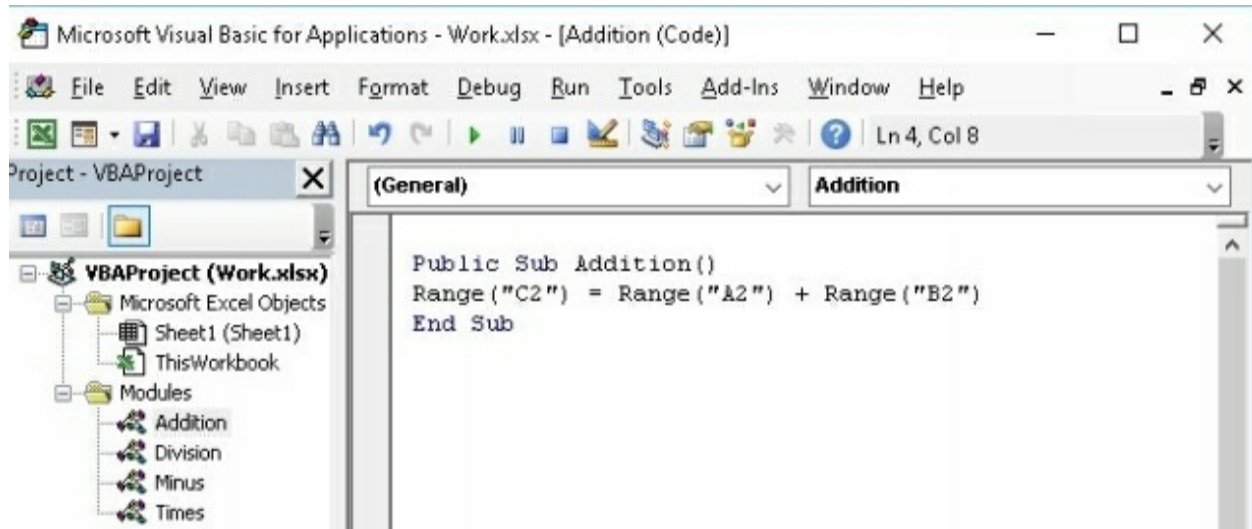 Microsoft Visual Basic for Applications - Work.xlsx - [Addition (Code)]
File Edit View Insert Format Debug Run Tools Add-Ins Window Help
Ln 4, Col 8
Project - VBAProject
(General)
Addition
VBAProject (Work.xlsx)
Microsoft Excel Objects
Sheet1 (Sheet1)
ThisWorkbook
Modules
Addition
Division
Minus
Times
Public Sub Addition()
Range("C2") = Range("A2") + Range("B2")
End Sub